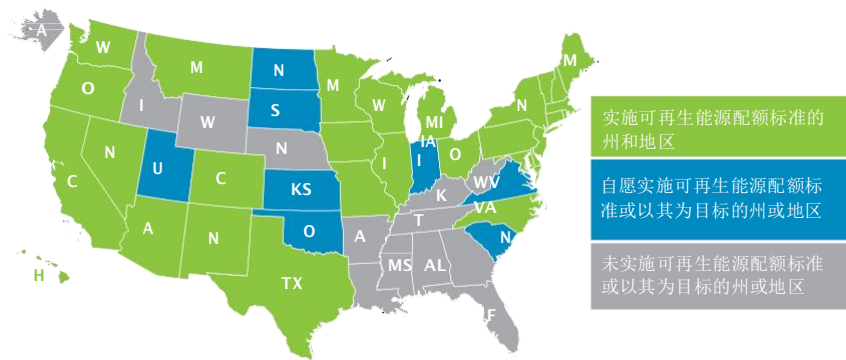 A
W
M
N
M
M
O
I
W
S
W
MI
N
N
N
U
C
C
KS
I
IA
I
O
WV
K
VA
A
N
O
A
T
N
H
TX
MS
AL
F
实施可再生能源配额标准的
州和地区
自愿实施可再生能源配额标
准或以其为目标的州或地区
未实施可再生能源配额标准
或以其为目标的州或地区